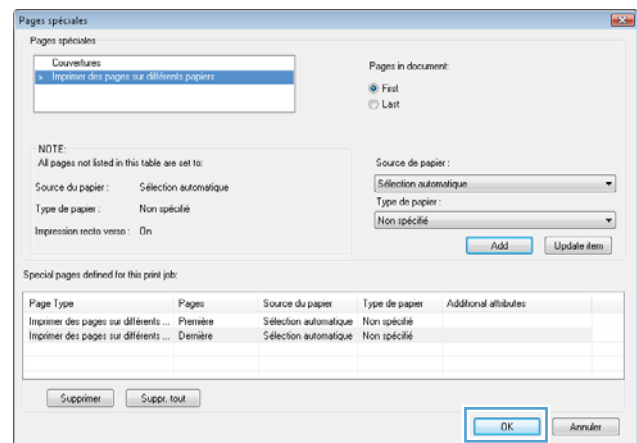 Pages spéciales
Pages spéciales
Couvertures
» Imprimer des pages sur différents papiers
Pages in document:
First
Last
NOTE:
All pages not listed in this table are set to:
Source du papier : Sélection automatique
Type de papier : Non spécifié
Impression recto verso : On
Source de papier :
Sélection automatique
Type de papier :
Non spécifié
Add Update item
Special pages defined for this print job:
Page Type Pages Source du papier Type de papier Additional attributes
Imprimer des pages sur différents ... Première Sélection automatique Non spécifié
Imprimer des pages sur différents ... Dernière Sélection automatique Non spécifié
Supprimer Suppr. tout
OK Annuler